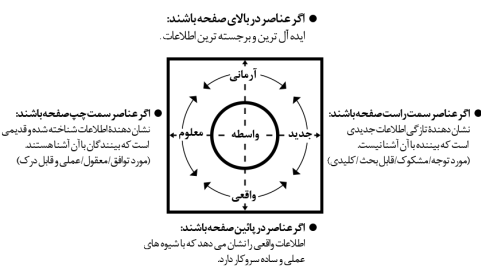 ● اگر عناصر در بالای صفحه باشند:
ایده آل ترین و برجسته ترین اطلاعات.
آرمانی
● اگر عناصر سمت راست صفحه باشند:
نشان دهندهٔ تازگی اطلاعات جدیدی
است که بیننده با آن آشنا نیست.
(مورد توجه/مشکوک/قابل بحث/کلیدی)
جدید
واسطه
معلوم
● اگر عناصر سمت چپ صفحه باشند:
نشان دهندهٔ اطلاعات شناخته شده و قدیمی
است که بینندگان با آن آشنا هستند.
(مورد توافق/معقول/عملی و قابل درک)
واقعی
● اگر عناصر در پائین صفحه باشند:
اطلاعات واقعی را نشان می دهد که با شیوه های
عملی و ساده سر و کار دارد.